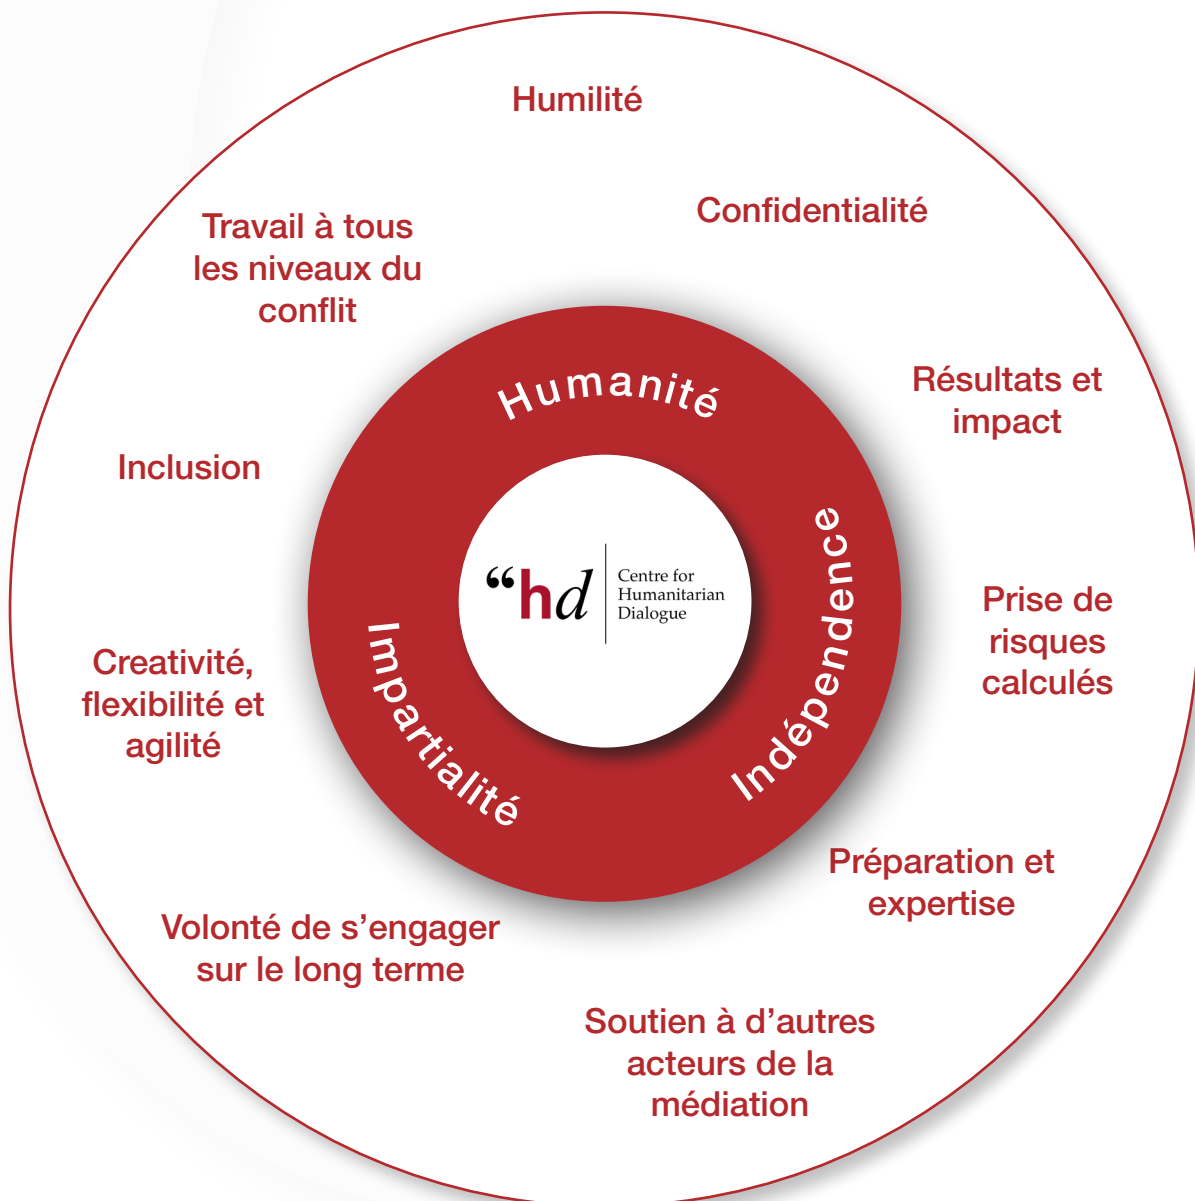 Humilité
Confidentialité
Travail à tous
les niveaux du
conflit
Résultats et
impact
Humanité
Inclusion
Indépendence
“hd
Centre for
Humanitarian
Dialogue
Prise de
risques
calculés
Impartialité
Creativité,
flexibilité et
agilité
Préparation et
expertise
Volonté de s’engager
sur le long terme
Soutien à d’autres
acteurs de la
médiation